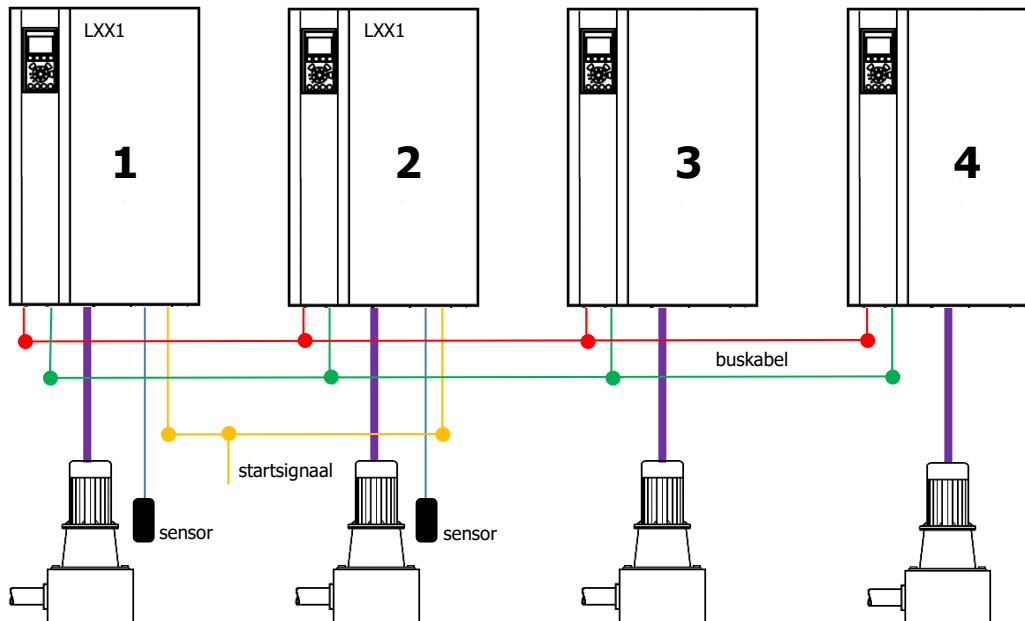 LXX1
LXX1
1
2
3
4
buskabel
startsignaal
sensor
sensor